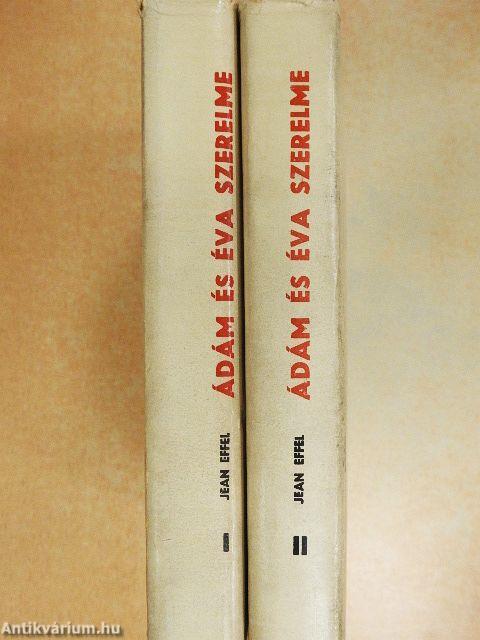 JEAN EFFEL ÁDÁM ÉS ÉVA SZERELME
I
JEAN EFFEL ÁDÁM ÉS ÉVA SZERELME
II
Antikvárium.hu